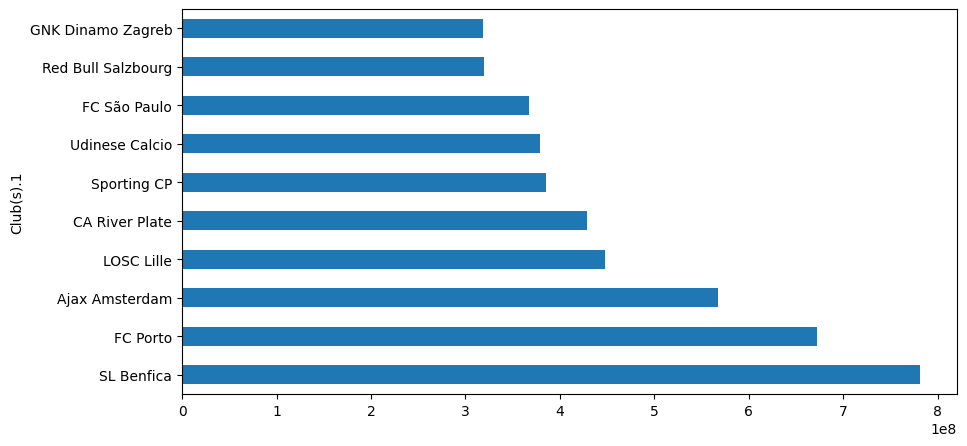 GNK Dinamo Zagreb
Red Bull Salzbourg
FC São Paulo
Udinese Calcio
Sporting CP
CA River Plate
LOSC Lille
Ajax Amsterdam
FC Porto
SL Benfica
Club(s).1
0 1 2 3 4 5 6 7 8
1e8